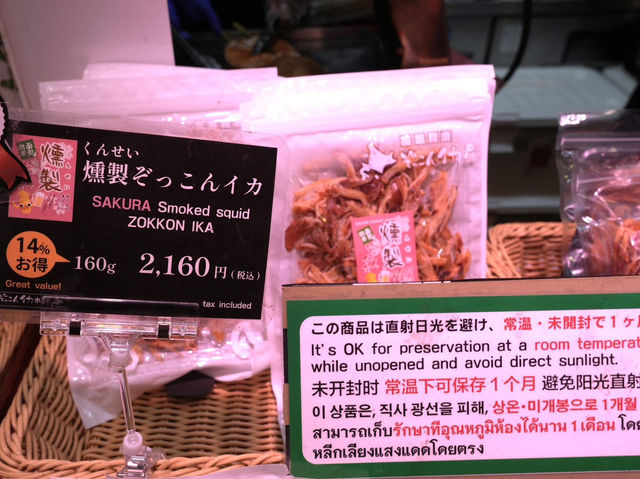 くんせい
燻製ぞっこんイカ
SAKURA Smoked squid
ZOKKON IKA
14%
お得
Great value!
160g 2,160円(税込)
tax included
燻製
燻製
この商品は直射日光を避け、常温・未開封で1ヶ
It's OK for preservation at a room temperat
while unopened and avoid direct sunlight.
未开封时 常温下可保存1个月 避免阳光直射
이 상품은, 직사 광선을 피해, 상온・미개봉으로 1개월
สามารถเก็บรักษาที่อุณหภูมิห้องได้นาน 1 เดือน โดย
หลีกเลี่ยงแสงแดดโดยตรง